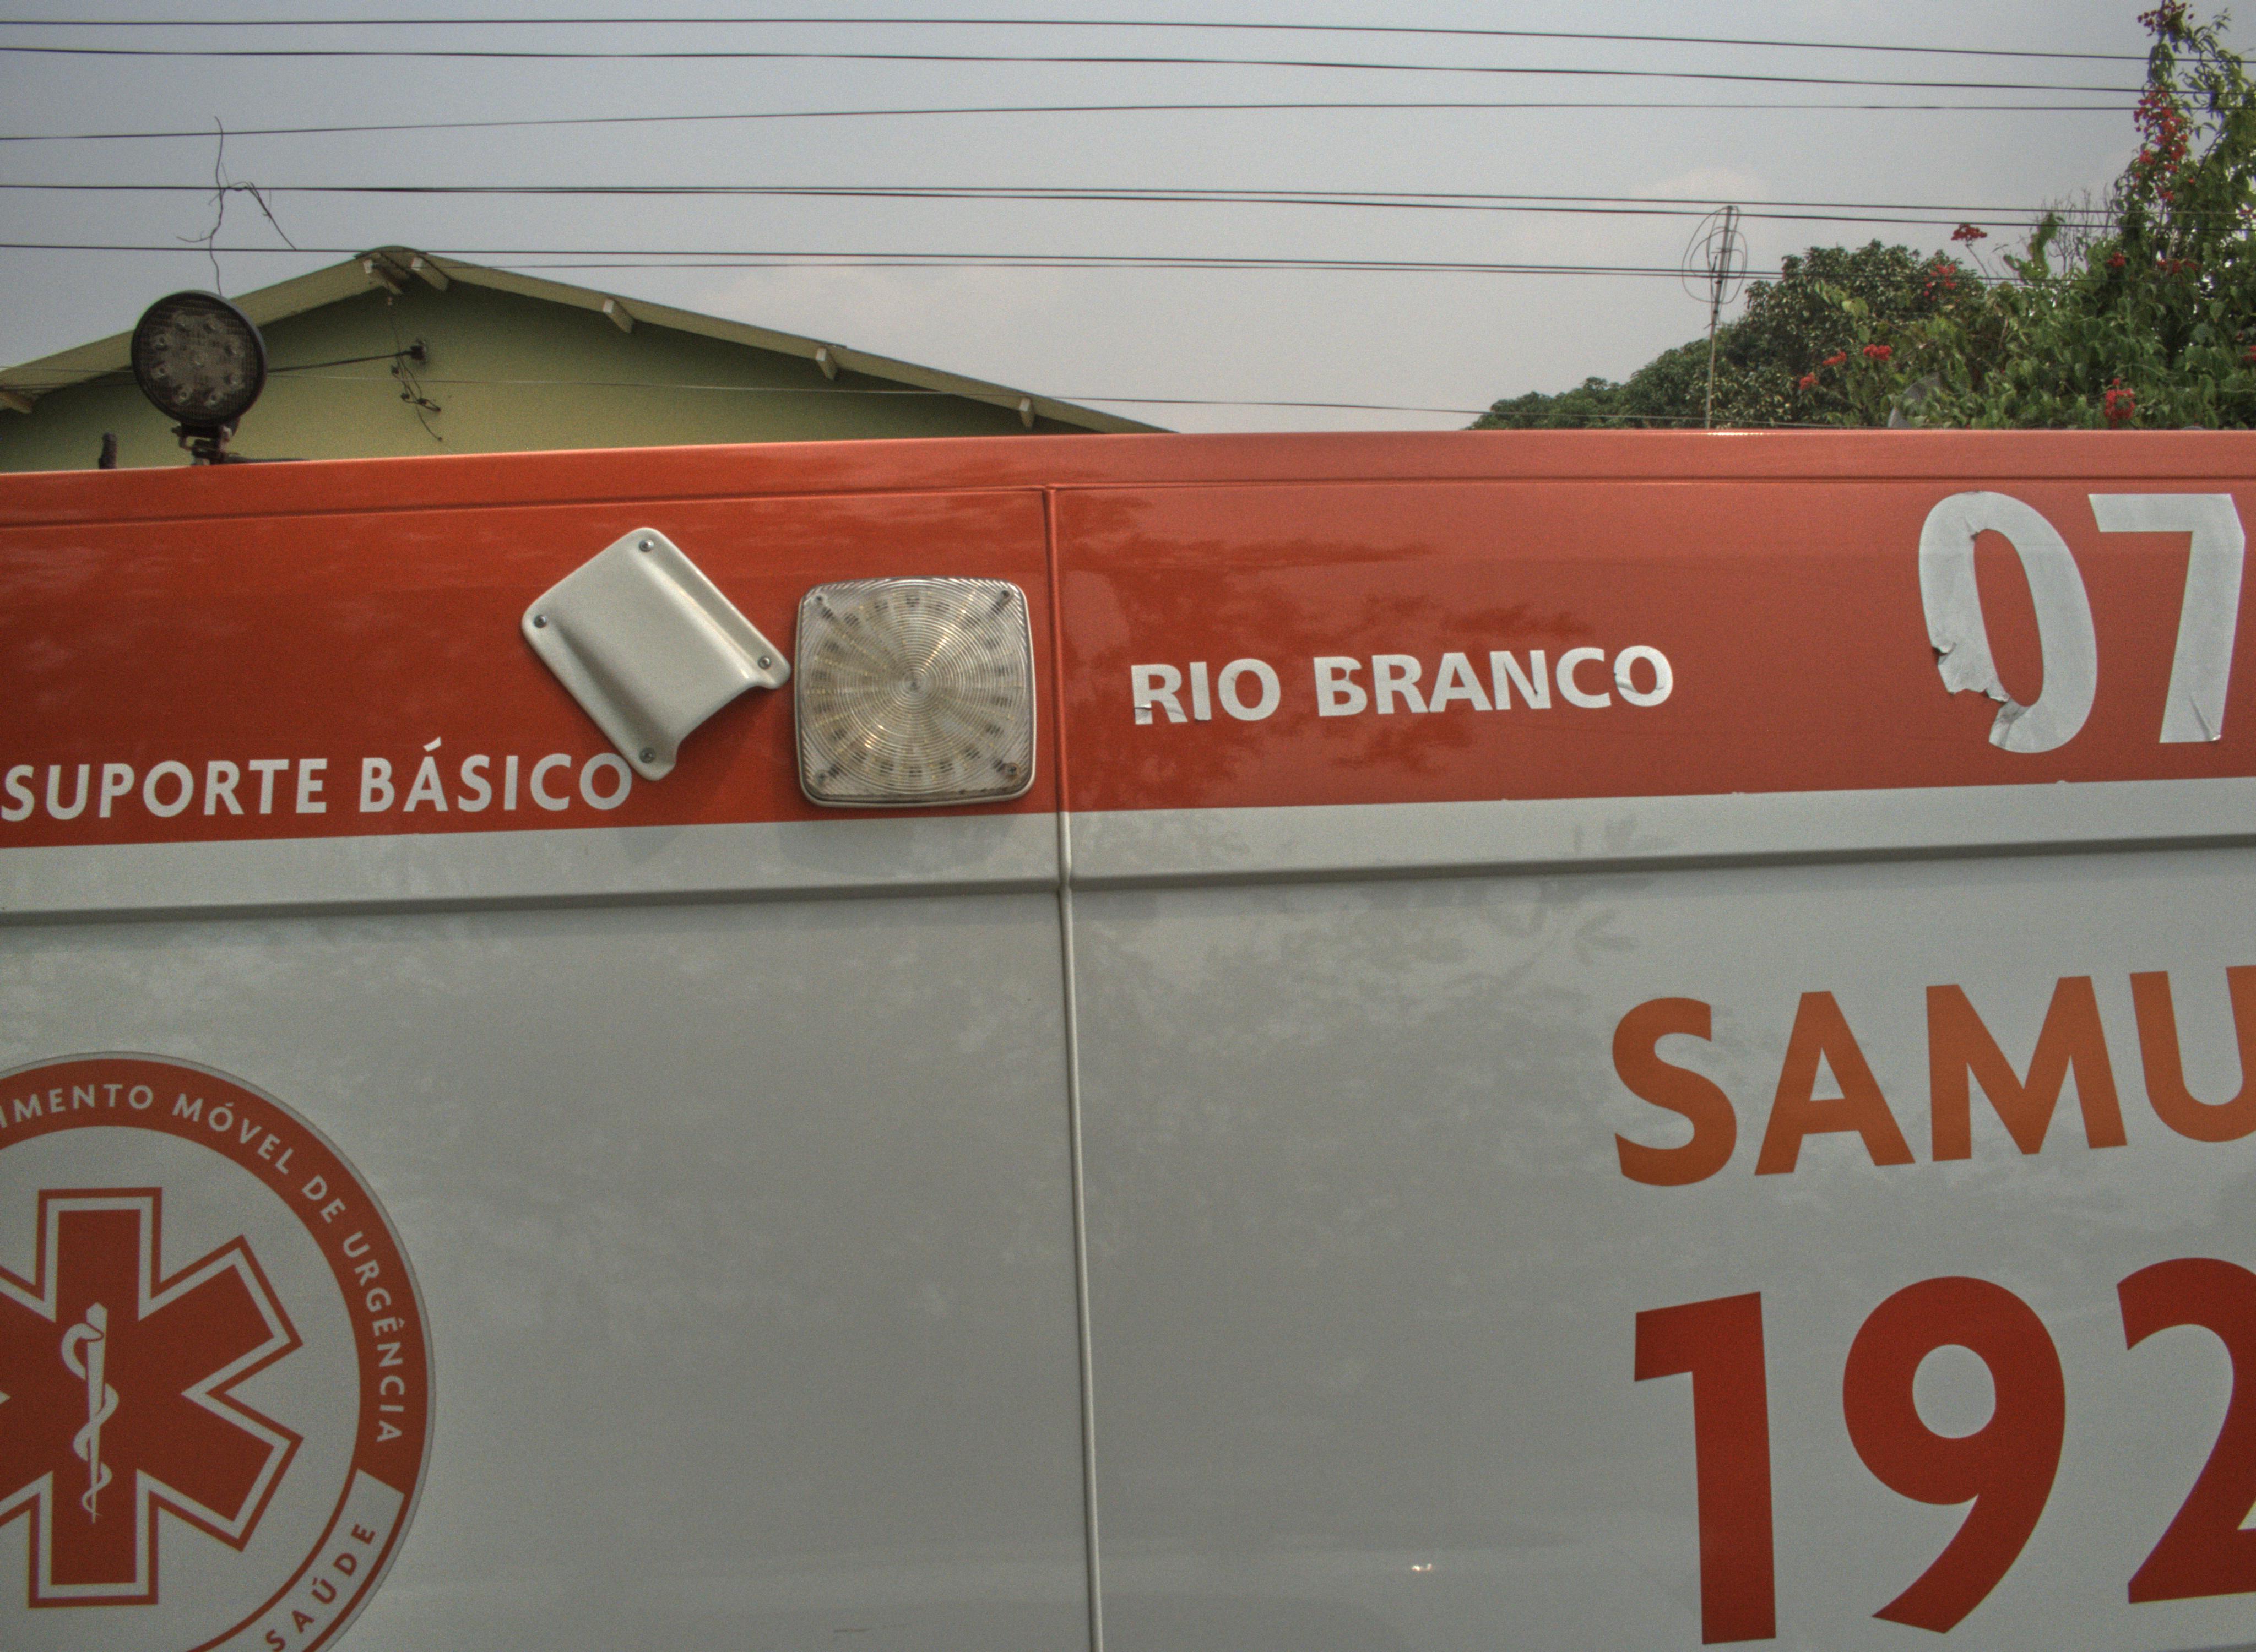 07
RIO BRANCO
SUPORTE BÁSICO
SAMU
192
MÓVEL DE URGÊNCIA
SAÚDE